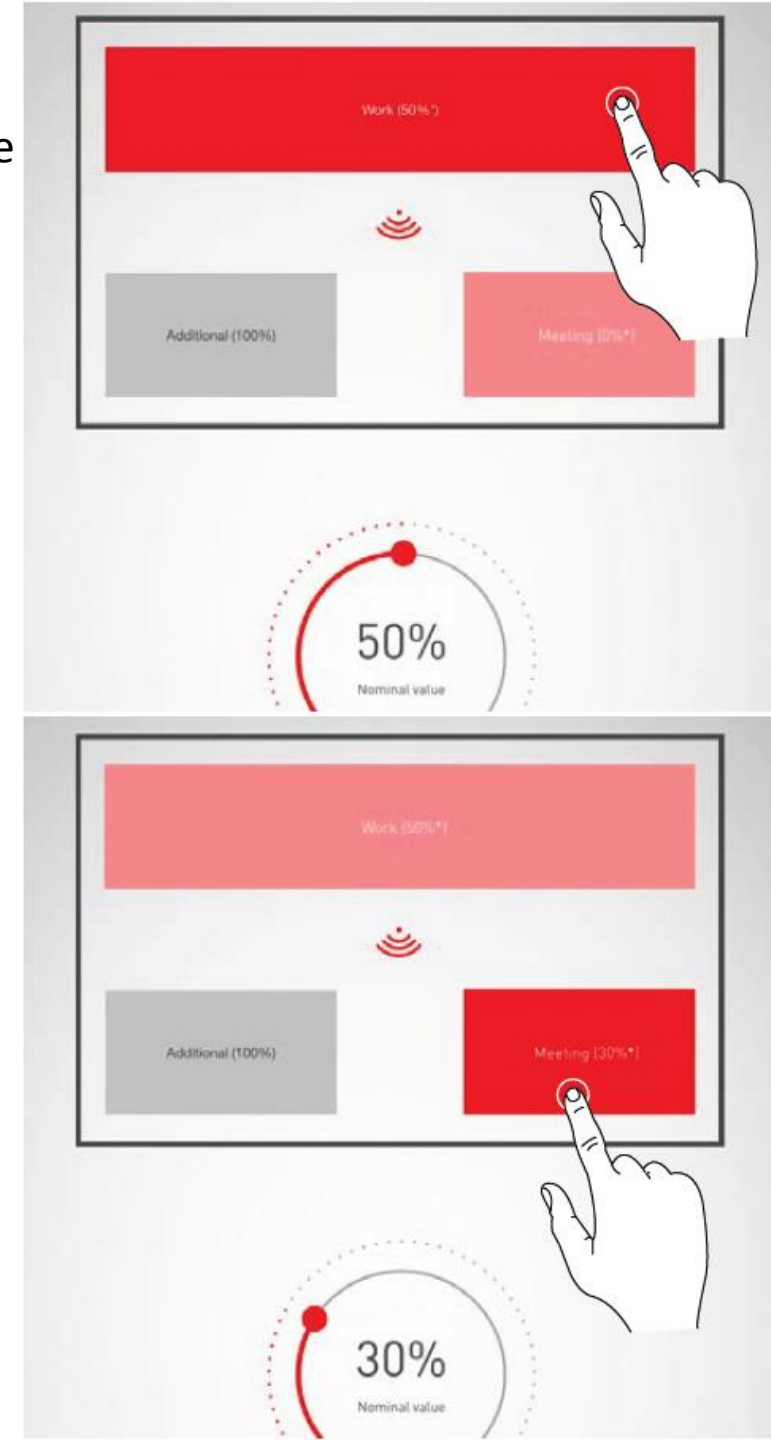 e
Work (50%*)
Additional (100%)
Meeting (0%*)
50%
Nominal value
Work (50%*)
Additional (100%)
Meeting (30%*)
30%
Nominal value